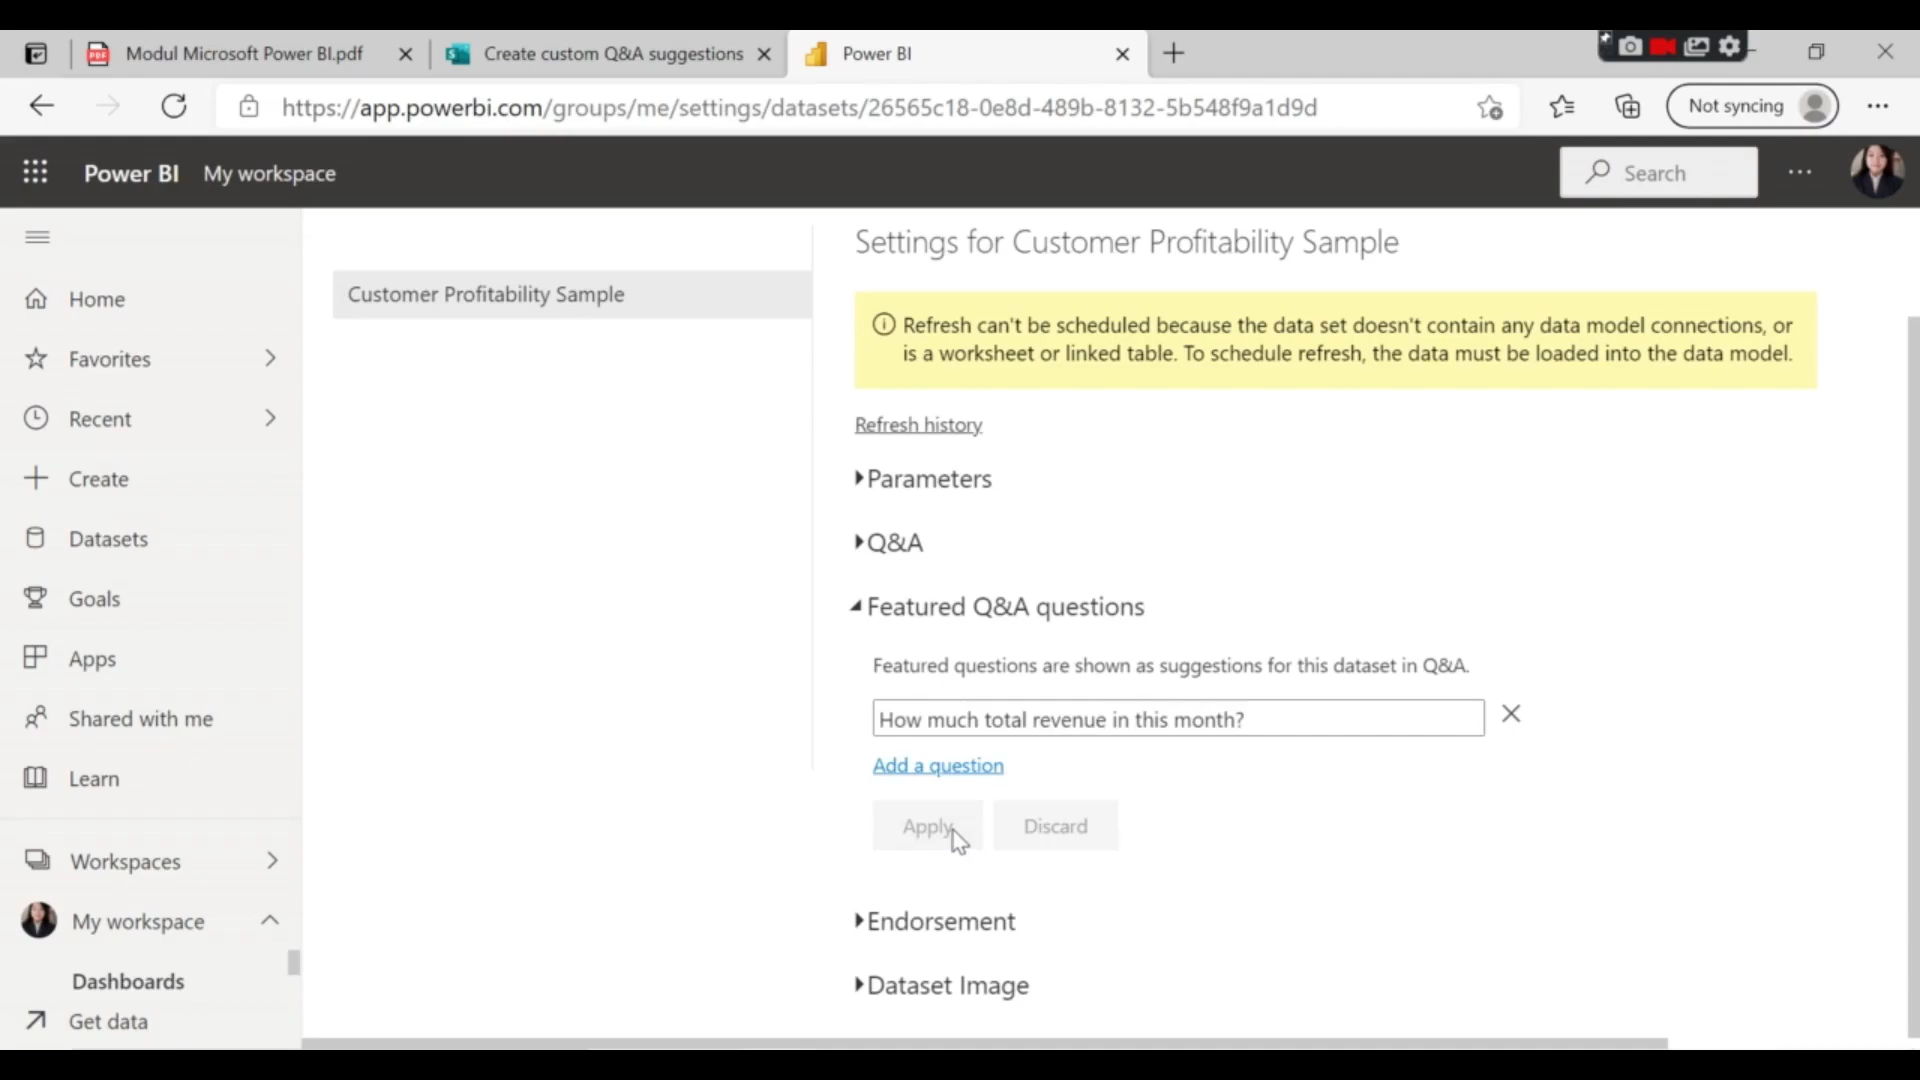 Modul Microsoft Power BI.pdf
Create custom Q&A suggestions
Power BI
https://app.powerbi.com/groups/me/settings/datasets/26565c18-0e8d-489b-8132-5b548f9a1d9d
Not syncing
Power BI
My workspace
Search
Home
Favorites
Recent
Create
Datasets
Goals
Apps
Shared with me
Learn
Workspaces
My workspace
Dashboards
Get data
Customer Profitability Sample
Settings for Customer Profitability Sample
Refresh can't be scheduled because the data set doesn't contain any data model connections, or
is a worksheet or linked table. To schedule refresh, the data must be loaded into the data model.
Refresh history
Parameters
Q&A
Featured Q&A questions
Featured questions are shown as suggestions for this dataset in Q&A.
How much total revenue in this month?
Add a question
Apply
Discard
Endorsement
Dataset Image